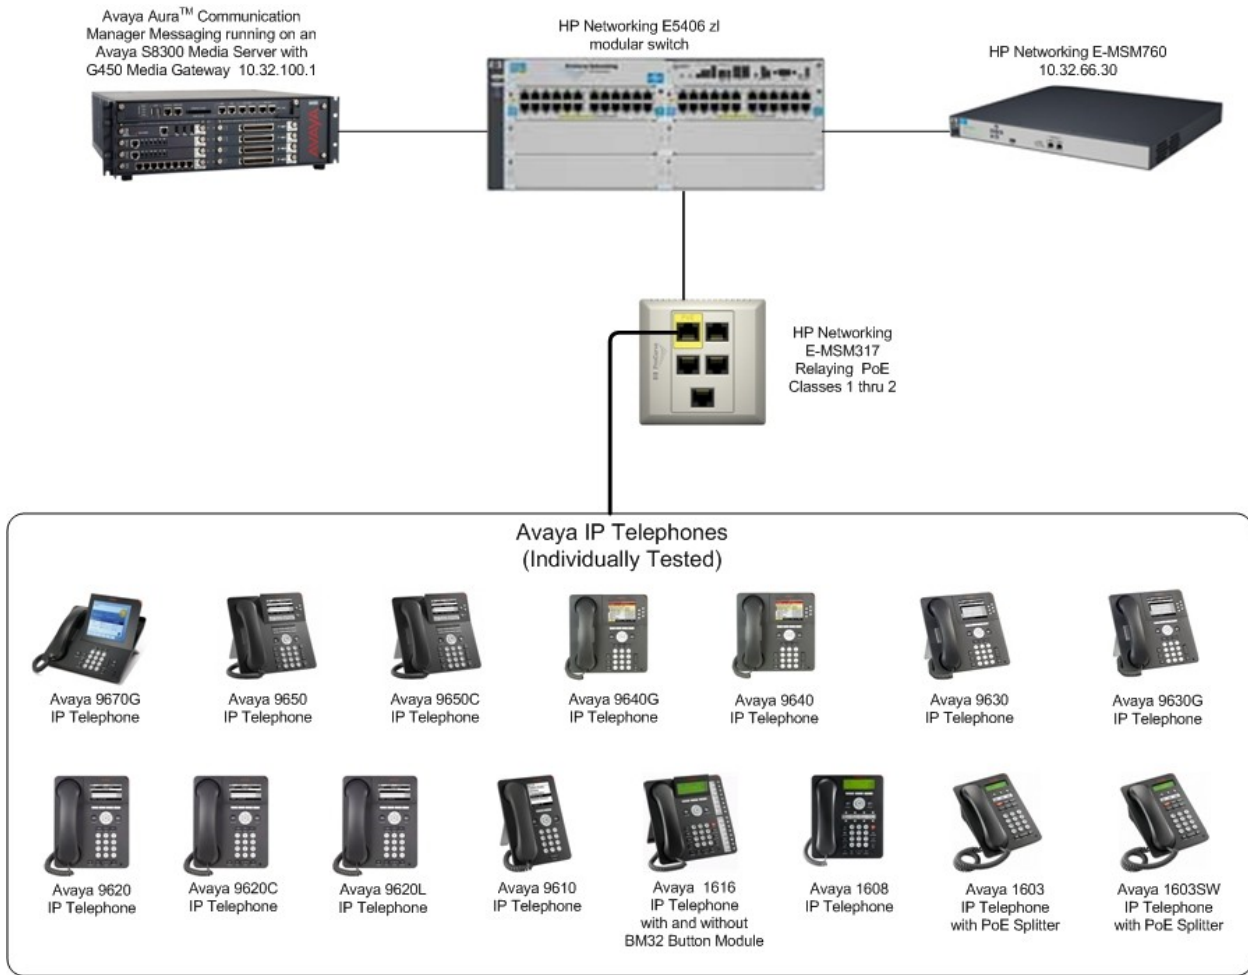 Avaya Aura™ Communication
Manager Messaging running on an
Avaya S8300 Media Server with
G450 Media Gateway 10.32.100.1
HP Networking E5406 zl
modular switch
HP Networking E-MSM760
10.32.66.30
AVAYA
PoE
HP Networking
E-MSM317
Relaying PoE
Classes 1 thru 2
Avaya IP Telephones
(Individually Tested)
Avaya 9670G
IP Telephone
Avaya 9650
IP Telephone
Avaya 9650C
IP Telephone
Avaya 9640G
IP Telephone
Avaya 9640
IP Telephone
Avaya 9630
IP Telephone
Avaya 9630G
IP Telephone
Avaya 9620
IP Telephone
Avaya 9620C
IP Telephone
Avaya 9620L
IP Telephone
Avaya 9610
IP Telephone
Avaya 1616
IP Telephone
with and without
BM32 Button Module
Avaya 1608
IP Telephone
Avaya 1603
IP Telephone
with PoE Splitter
Avaya 1603SW
IP Telephone
with PoE Splitter